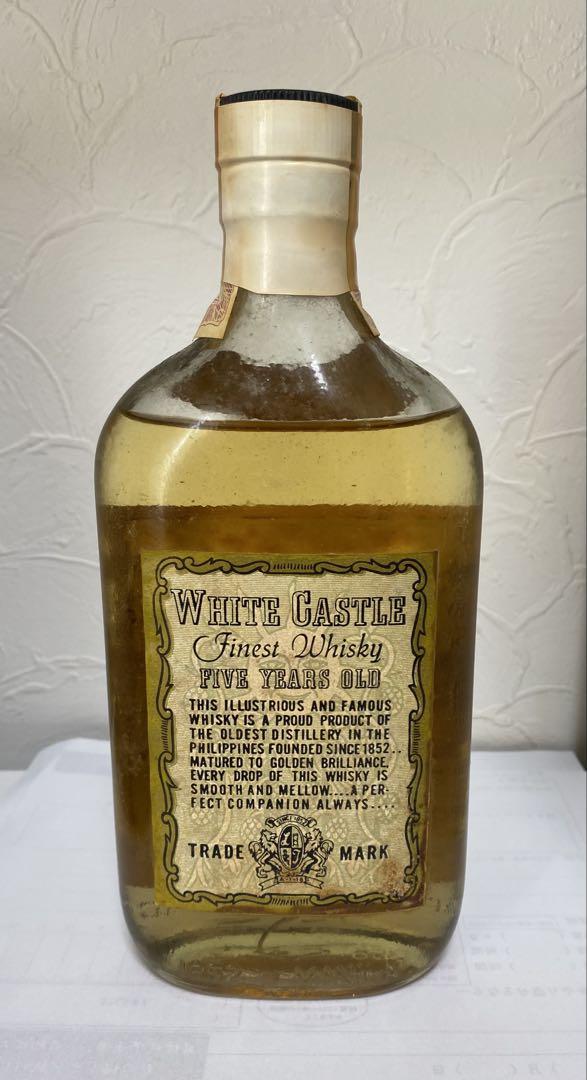 WHITE CASTLE
Finest Whisky
FIVE YEARS OLD
THIS ILLUSTRIOUS AND FAMOUS
WHISKY IS A PROUD PRODUCT OF
THE OLDEST DISTILLERY IN THE
PHILIPPINES FOUNDED SINCE 1852..
MATURED TO GOLDEN BRILLIANCE,
EVERY DROP OF THIS WHISKY IS
SMOOTH AND MELLOW....A PER-
FECT COMPANION ALWAYS....
TRADE MARK